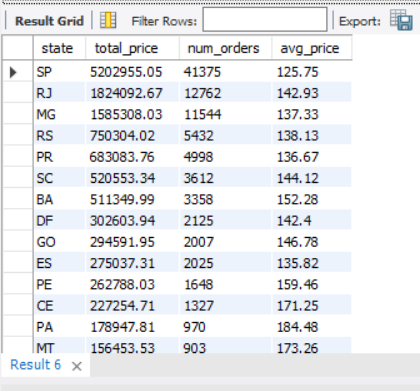 Result Grid Filter Rows: Export:
state total_price num_orders avg_price
SP 5202955.05 41375 125.75
RJ 1824092.67 12762 142.93
MG 1585308.03 11544 137.33
RS 750304.02 5432 138.13
PR 683083.76 4998 136.67
SC 520553.34 3612 144.12
BA 511349.99 3358 152.28
DF 302603.94 2125 142.4
GO 294591.95 2007 146.78
ES 275037.31 2025 135.82
PE 262788.03 1648 159.46
CE 227254.71 1327 171.25
PA 178947.81 970 184.48
MT 156453.53 903 173.26
Result 6